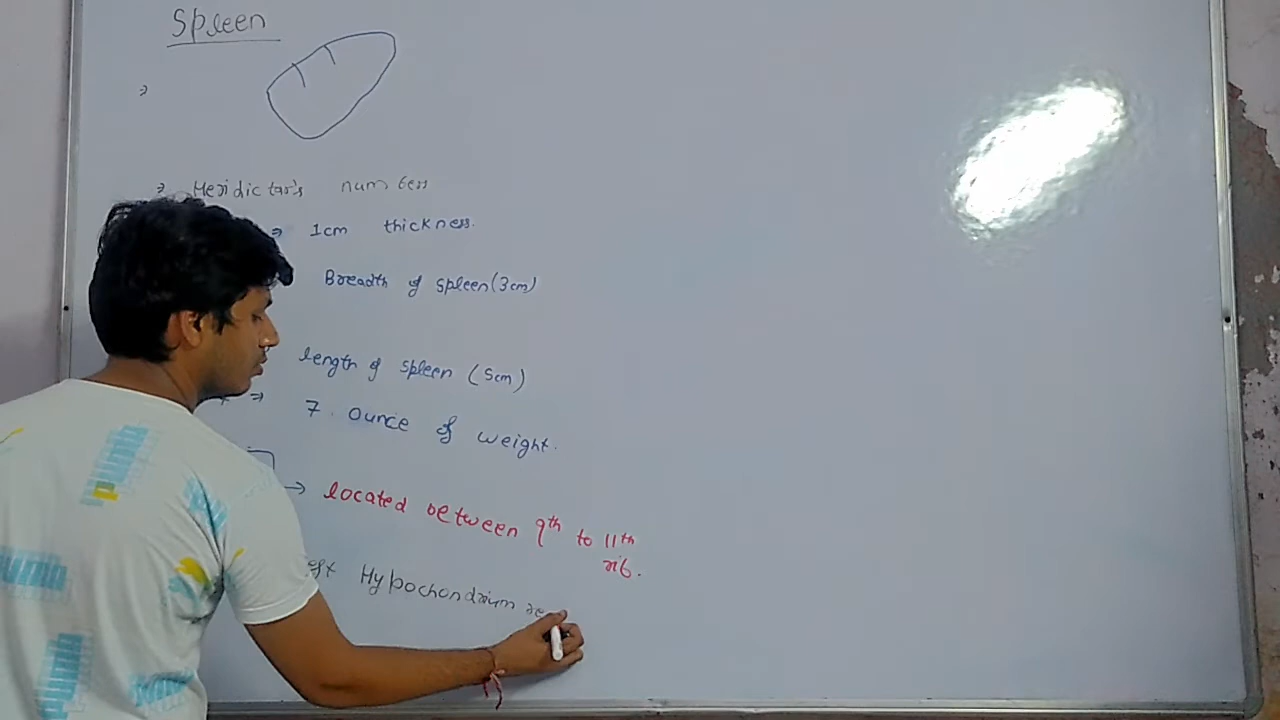 Spleen
Heridictar's numbers
1cm thickness.
Breadth of spleen (3cm)
length of spleen (5cm)
7. Ounce of weight.
located between 9th to 11th
rib.
Hypochondrium